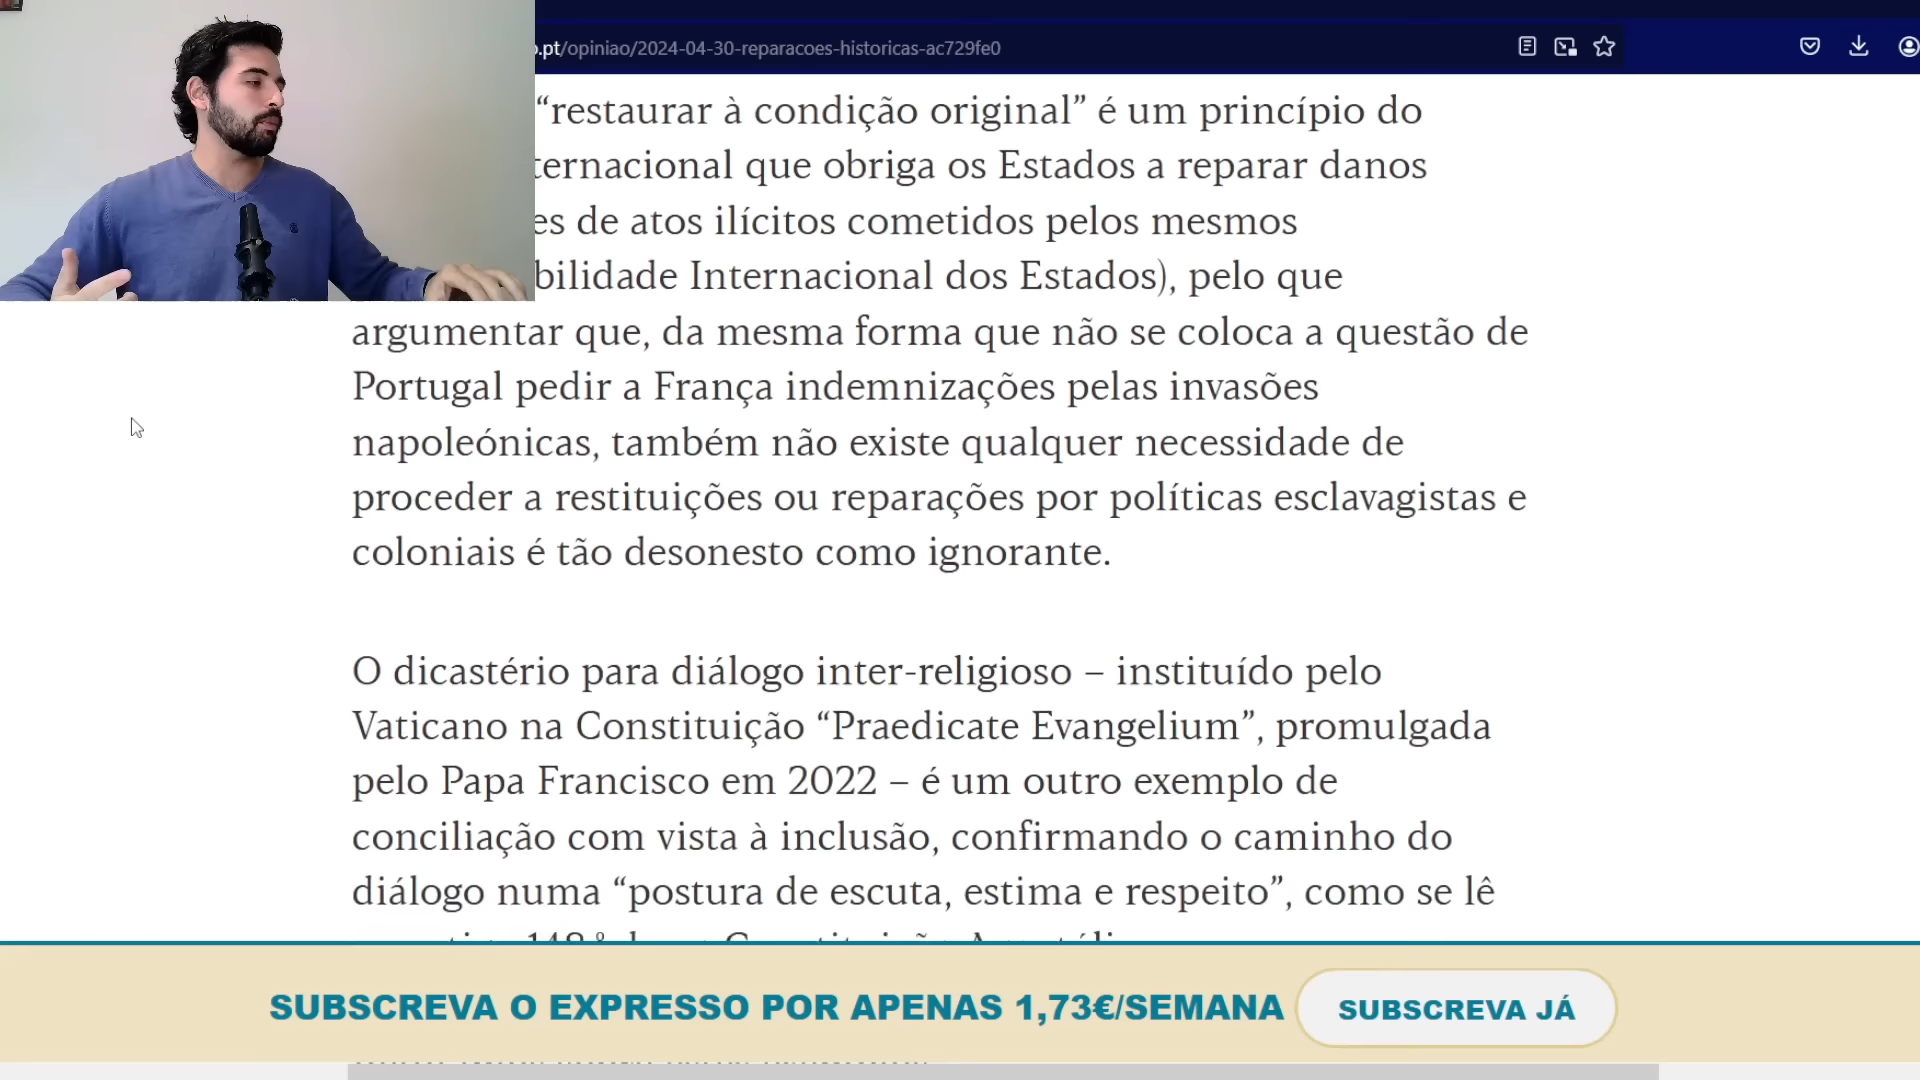 .pt/opiniao/2024-04-30-reparacoes-historicas-ac729fe0
“restaurar à condição original” é um princípio do
ternacional que obriga os Estados a reparar danos
es de atos ilícitos cometidos pelos mesmos
bilidade Internacional dos Estados), pelo que
argumentar que, da mesma forma que não se coloca a questão de
Portugal pedir a França indemnizações pelas invasões
napoleónicas, também não existe qualquer necessidade de
proceder a restituições ou reparações por políticas esclavagistas e
coloniais é tão desonesto como ignorante.
O dicastério para diálogo inter-religioso – instituído pelo
Vaticano na Constituição “Praedicate Evangelium”, promulgada
pelo Papa Francisco em 2022 – é um outro exemplo de
conciliação com vista à inclusão, confirmando o caminho do
diálogo numa “postura de escuta, estima e respeito”, como se lê
SUBSCREVA O EXPRESSO POR APENAS 1,73€/SEMANA
SUBSCREVA JÁ